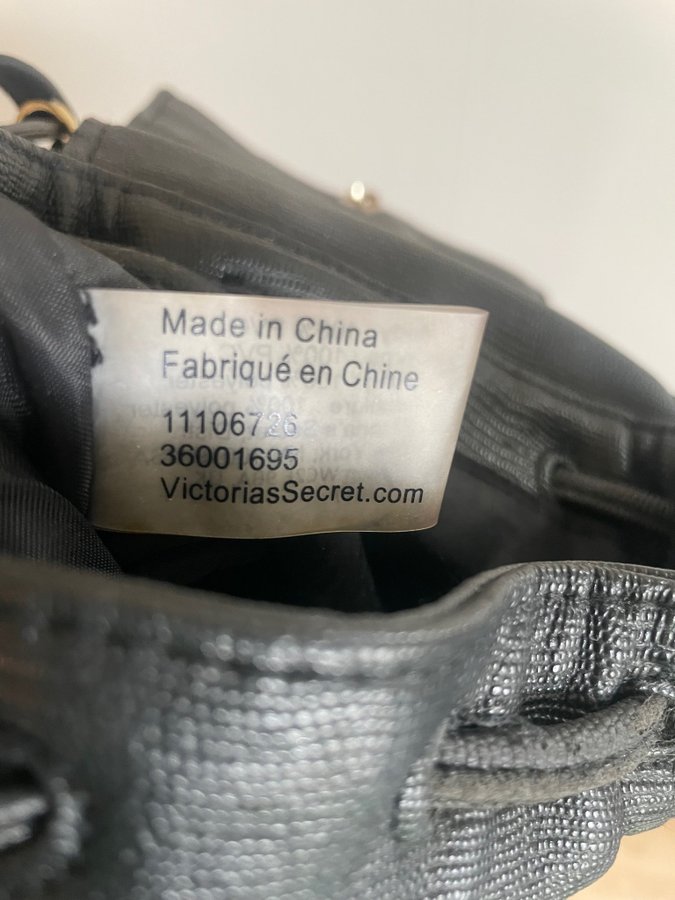 Made in China
Fabriqué en Chine
11106726
36001695
VictoriasSecret.com